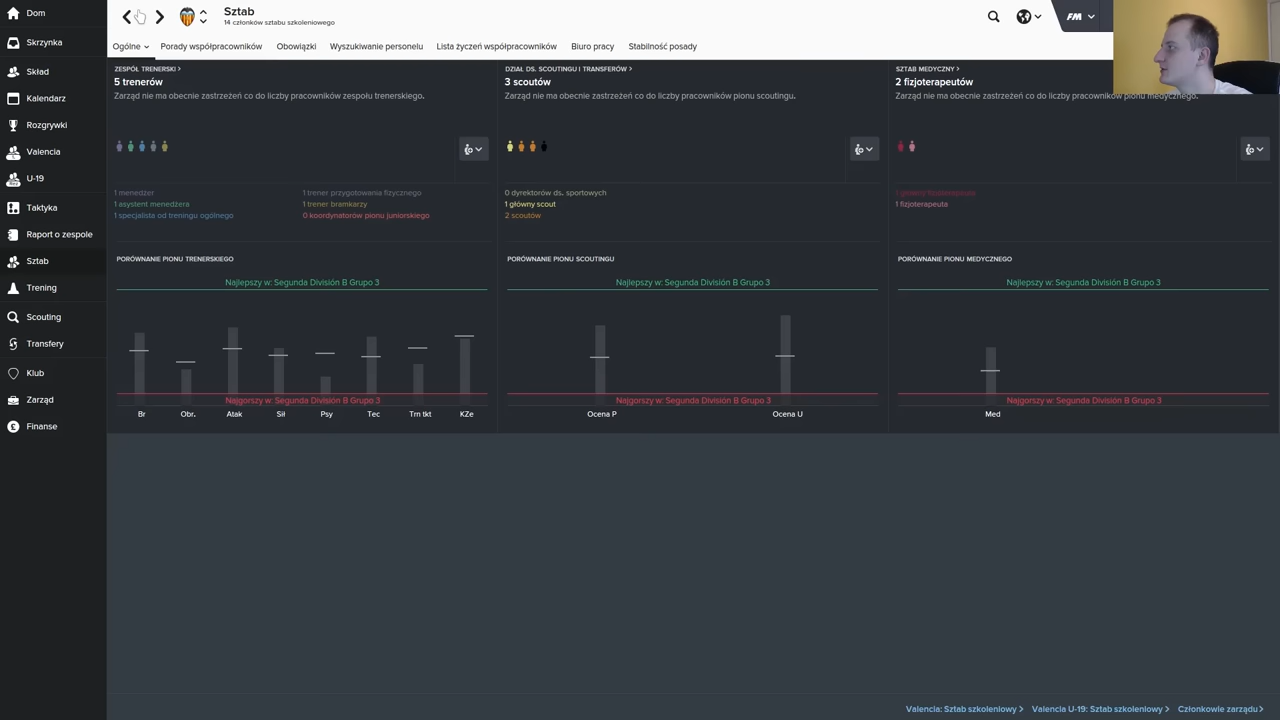 Dom
Skrzynka
Skład
Kalendarz
Rozgrywki
Valencia
U-19
Taktyka
Raport o zespole
Sztab
Trening
Scouting
Transfery
Klub
Zarząd
Finanse
Sztab
14 członków sztabu szkoleniowego
FM
Ogólne
Porady współpracowników
Obowiązki
Wyszukiwanie personelu
Lista życzeń współpracowników
Biuro pracy
Stabilność posady
ZESPÓŁ TRENERSKI >
5 trenerów
Zarząd nie ma obecnie zastrzeżeń co do liczby pracowników zespołu trenerskiego.
1 menedżer
1 asystent menedżera
1 specjalista od treningu ogólnego
1 trener przygotowania fizycznego
1 trener bramkarzy
0 koordynatorów pionu juniorskiego
PORÓWNANIE PIONU TRENERSKIEGO
Najlepszy w: Segunda División B Grupo 3
Najgorszy w: Segunda División B Grupo 3
Br Obr. Atak Sił Psy Tec Trn tkt KZe
DZIAŁ DS. SCOUTINGU I TRANSFERÓW >
3 scoutów
Zarząd nie ma obecnie zastrzeżeń co do liczby pracowników pionu scoutingu.
0 dyrektorów ds. sportowych
1 główny scout
2 scoutów
PORÓWNANIE PIONU SCOUTINGU
Najlepszy w: Segunda División B Grupo 3
Najgorszy w: Segunda División B Grupo 3
Ocena P Ocena U
SZTAB MEDYCZNY >
2 fizjoterapeutów
Zarząd nie ma obecnie zastrzeżeń co do liczby pracowników pionu medycznego.
1 główny fizjoterapeuta
1 fizjoterapeuta
PORÓWNANIE PIONU MEDYCZNEGO
Najlepszy w: Segunda División B Grupo 3
Najgorszy w: Segunda División B Grupo 3
Med
Valencia: Sztab szkoleniowy >
Valencia U-19: Sztab szkoleniowy >
Członkowie zarządu >